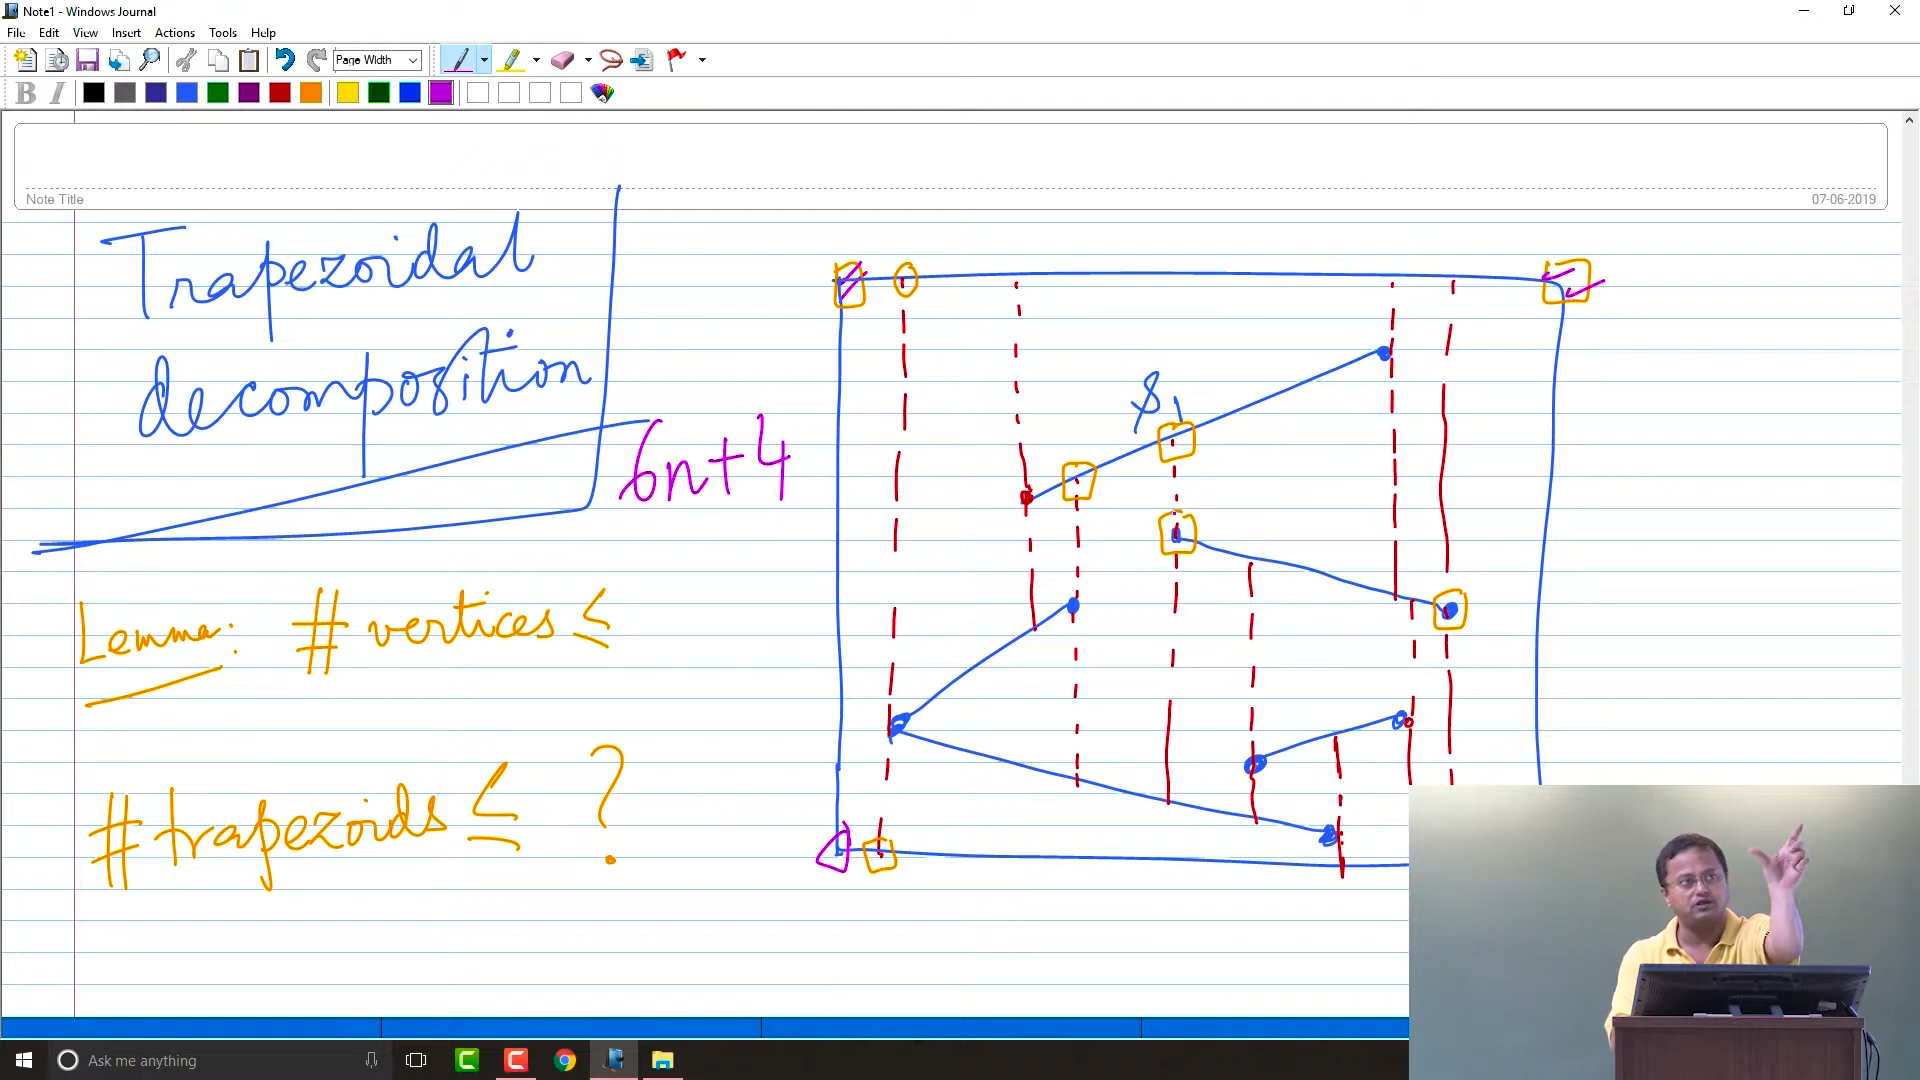 Note1 - Windows Journal
File Edit View Insert Actions Tools Help
Page Width
B I
Note Title
07-06-2019
Trapezoidal
decomposition
6n+4
S1
Lemma: # vertices ≤
# trapezoids ≤ ?
Ask me anything